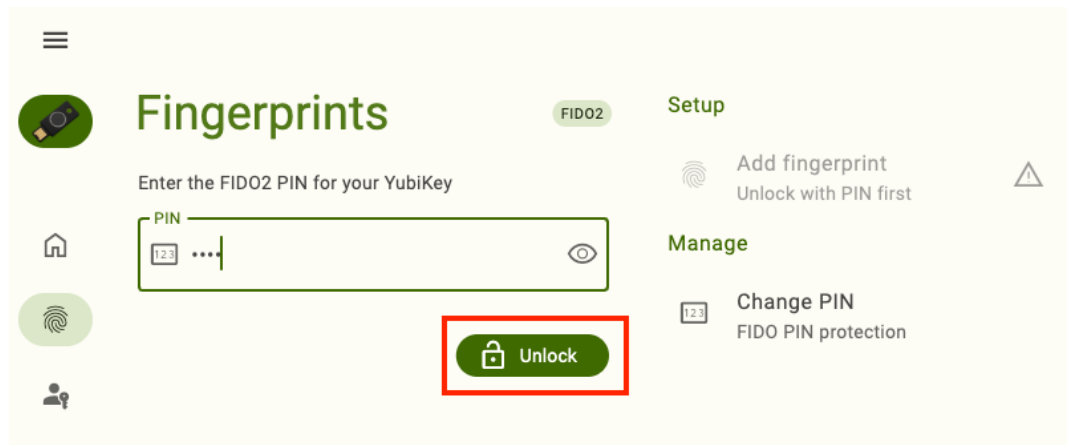 Fingerprints
FIDO2
Enter the FIDO2 PIN for your YubiKey
PIN
123 ••••
Unlock
Setup
Add fingerprint
Unlock with PIN first
Manage
123
Change PIN
FIDO PIN protection